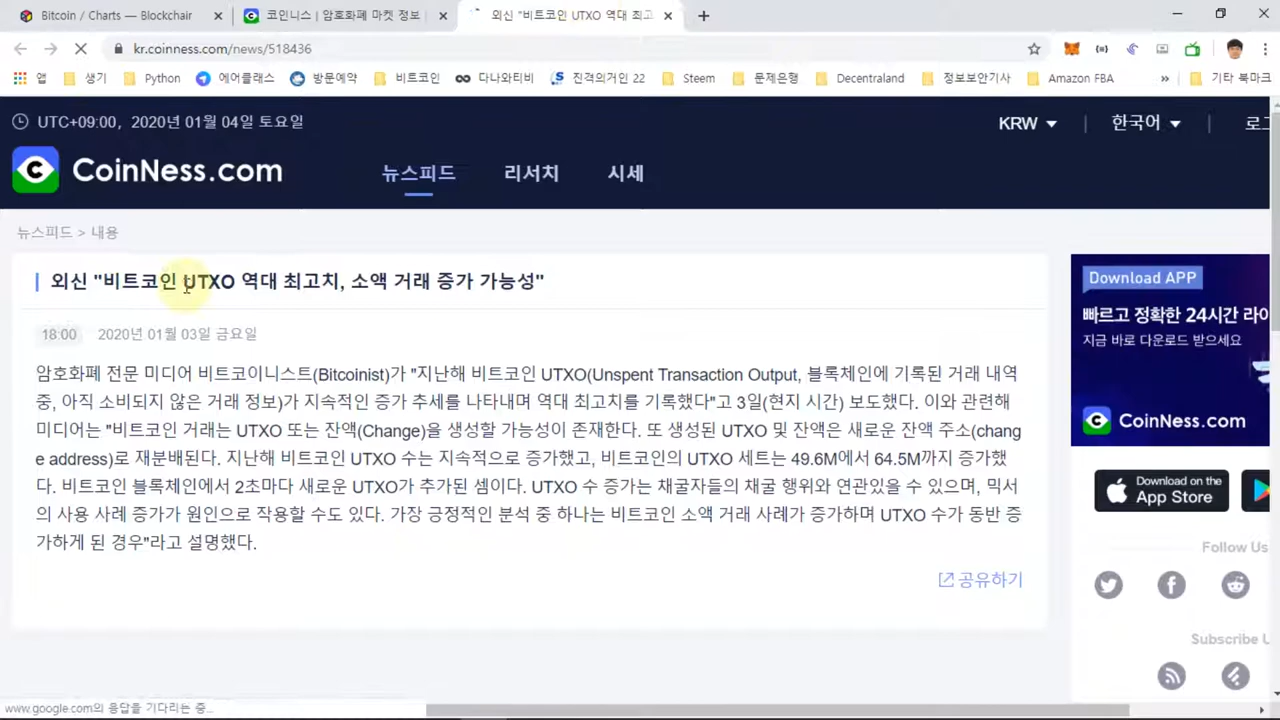 Bitcoin / Charts — Blockchair
코인니스 | 암호화폐 마켓 정보
외신 "비트코인 UTXO 역대 최고
kr.coinness.com/news/518436
앱 생기 Python 에어클래스 방문예약 비트코인 다나와티비 진격의거인 22 Steem 문제은행 Decentraland 정보보안기사 Amazon FBA » 기타 북마크
UTC+09:00, 2020년 01월 04일 토요일
KRW 한국어 로
CoinNess.com
뉴스피드 리서치 시세
뉴스피드 > 내용
외신 "비트코인 UTXO 역대 최고치, 소액 거래 증가 가능성"
18:00 2020년 01월 03일 금요일
암호화폐 전문 미디어 비트코이니스트(Bitcoinist)가 "지난해 비트코인 UTXO(Unspent Transaction Output, 블록체인에 기록된 거래 내역
중, 아직 소비되지 않은 거래 정보)가 지속적인 증가 추세를 나타내며 역대 최고치를 기록했다"고 3일(현지 시간) 보도했다. 이와 관련해
미디어는 "비트코인 거래는 UTXO 또는 잔액(Change)을 생성할 가능성이 존재한다. 또 생성된 UTXO 및 잔액은 새로운 잔액 주소(chang
e address)로 재분배된다. 지난해 비트코인 UTXO 수는 지속적으로 증가했고, 비트코인의 UTXO 세트는 49.6M에서 64.5M까지 증가했
다. 비트코인 블록체인에서 2초마다 새로운 UTXO가 추가된 셈이다. UTXO 수 증가는 채굴자들의 채굴 행위와 연관있을 수 있으며, 믹서
의 사용 사례 증가가 원인으로 작용할 수도 있다. 가장 긍정적인 분석 중 하나는 비트코인 소액 거래 사례가 증가하며 UTXO 수가 동반 증
가하게 된 경우"라고 설명했다.
공유하기
Download APP
빠르고 정확한 24시간 라이
지금 바로 다운로드 받으세요
CoinNess.com
Download on the
App Store
Follow Us
Subscribe U
www.google.com의 응답을 기다리는 중...